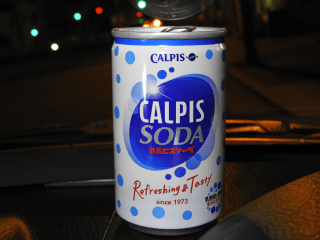 CALPIS
CALPIS
SODA
カルピスソーダ
Refreshing & Tasty
since 1973